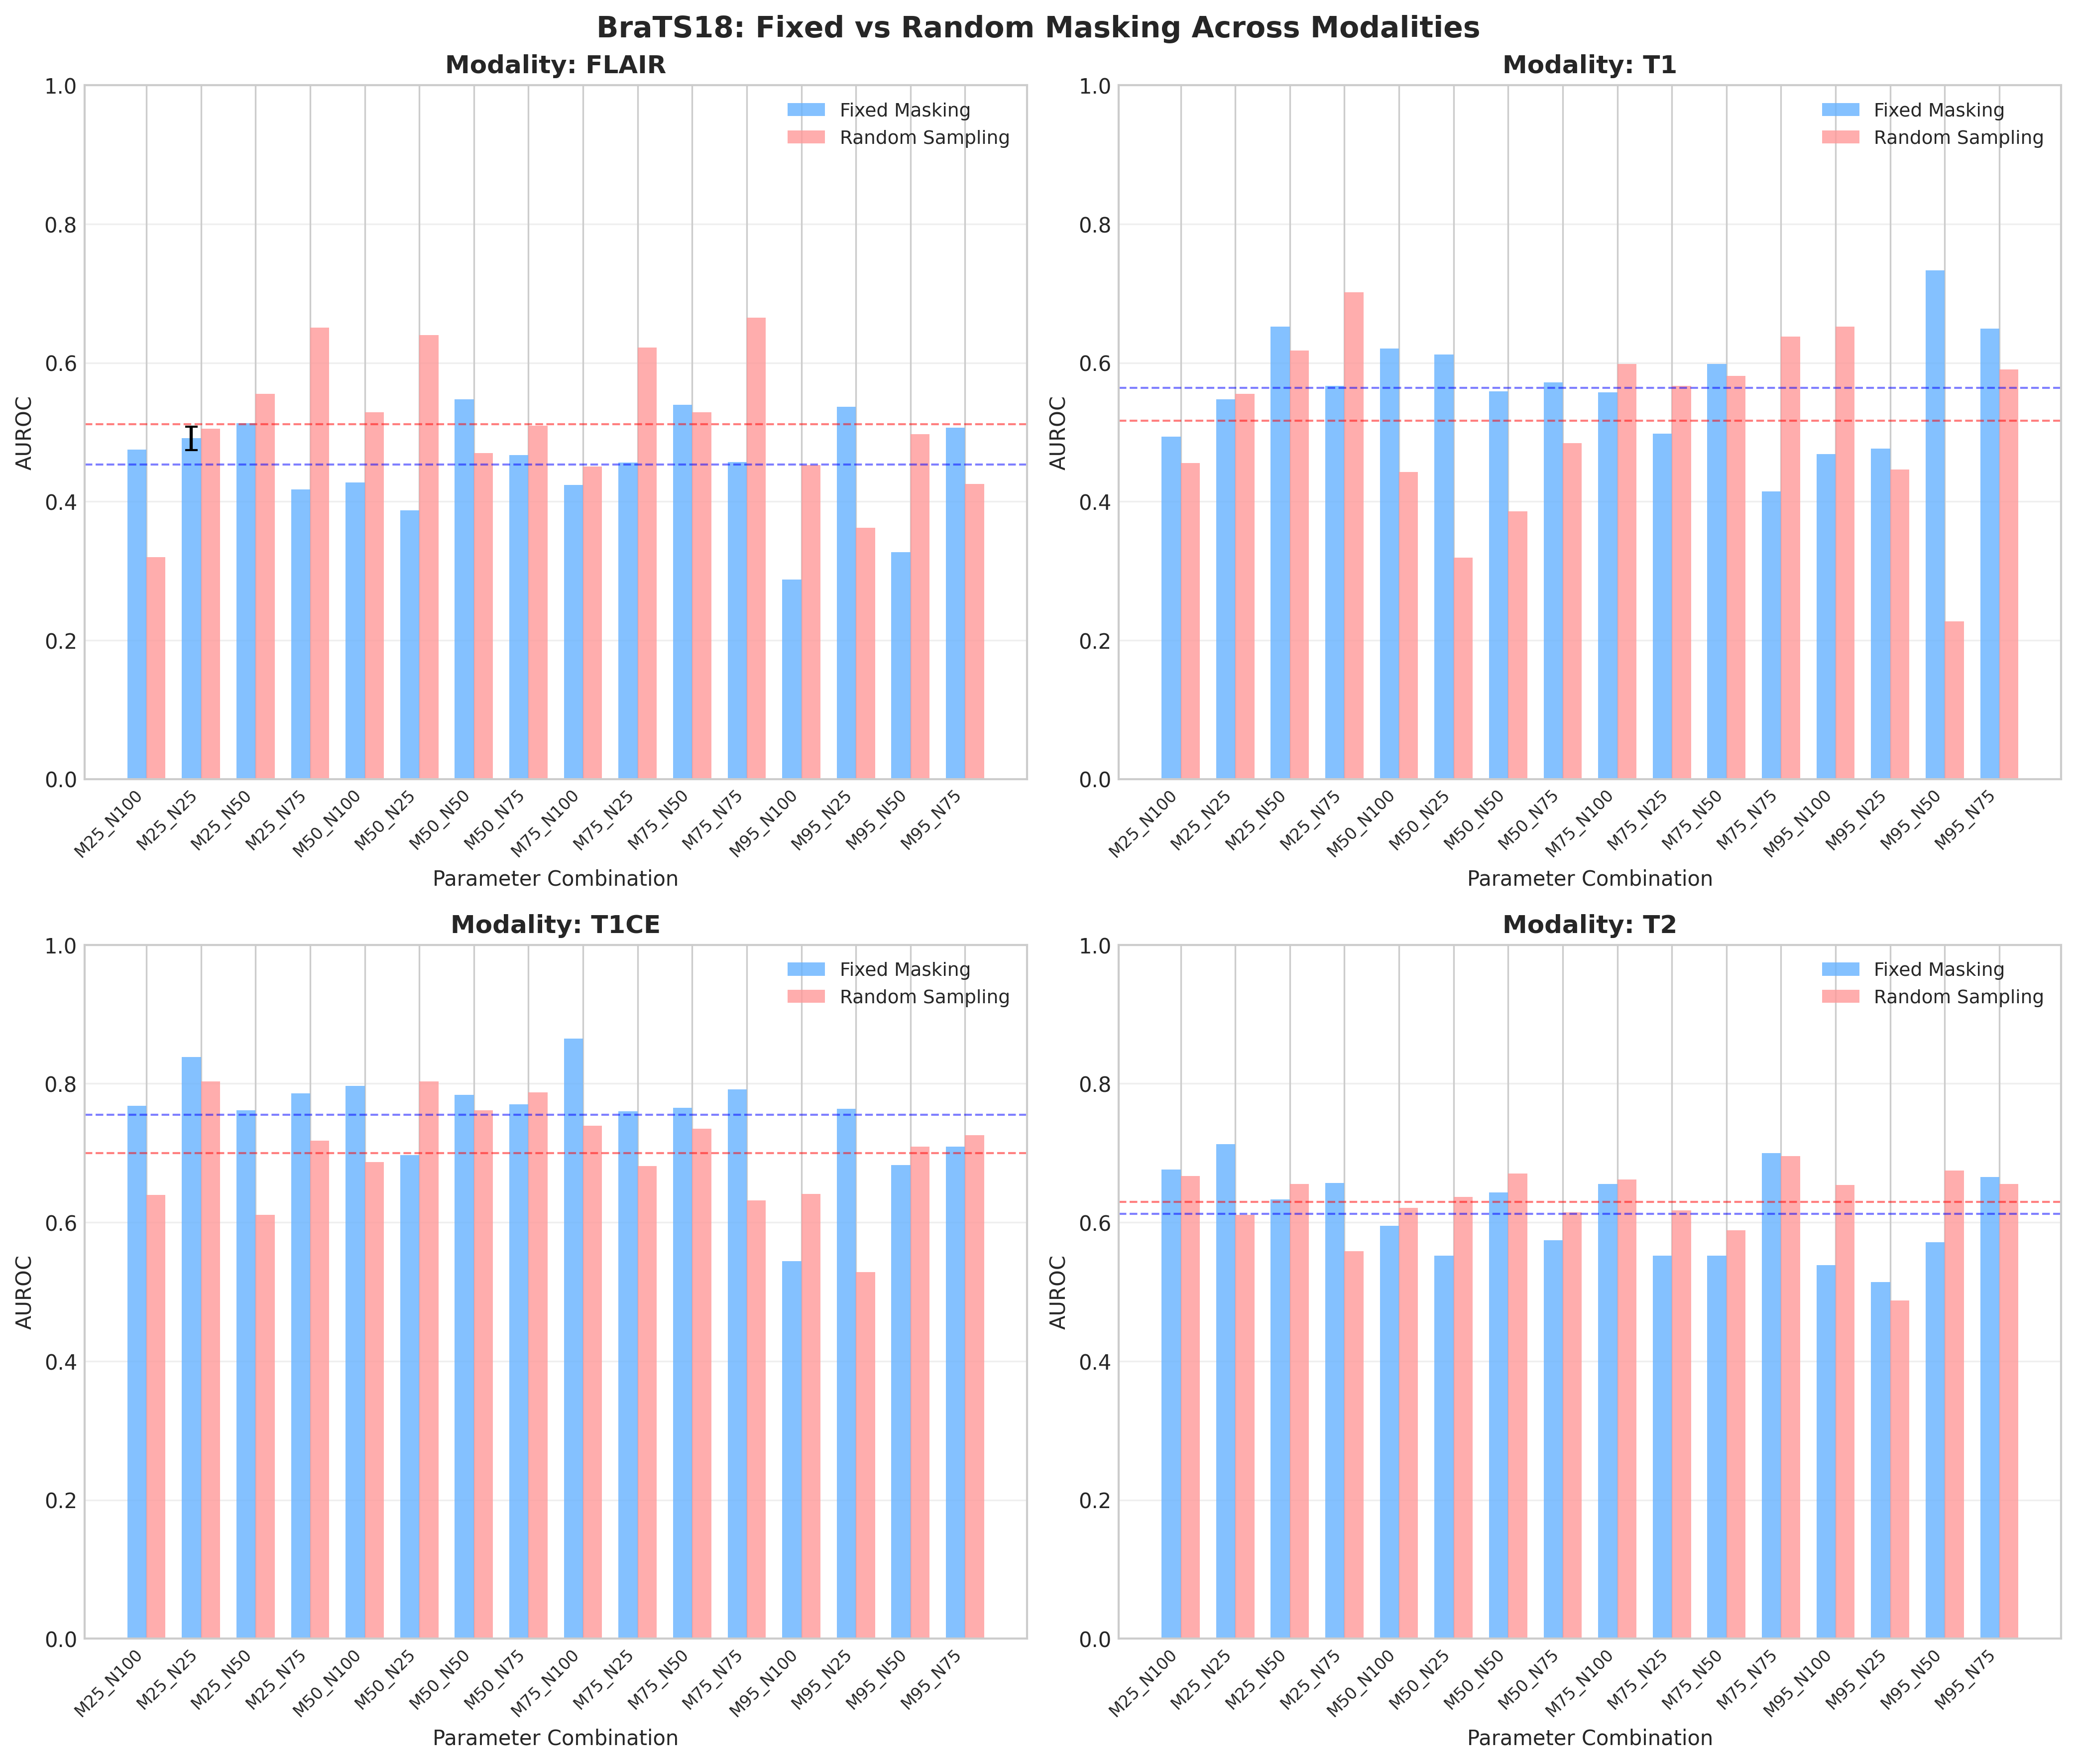 BraTS18: Fixed vs Random Masking Across Modalities
Modality: FLAIR
Fixed Masking
Random Sampling
1.0
0.8
0.6
0.4
0.2
0.0
AUROC
M25_N100
M25_N25
M25_N50
M25_N75
M50_N100
M50_N25
M50_N50
M50_N75
M75_N100
M75_N25
M75_N50
M75_N75
M95_N100
M95_N25
M95_N50
M95_N75
Parameter Combination
Modality: T1
Fixed Masking
Random Sampling
1.0
0.8
0.6
0.4
0.2
0.0
AUROC
M25_N100
M25_N25
M25_N50
M25_N75
M50_N100
M50_N25
M50_N50
M50_N75
M75_N100
M75_N25
M75_N50
M75_N75
M95_N100
M95_N25
M95_N50
M95_N75
Parameter Combination
Modality: T1CE
Fixed Masking
Random Sampling
1.0
0.8
0.6
0.4
0.2
0.0
AUROC
M25_N100
M25_N25
M25_N50
M25_N75
M50_N100
M50_N25
M50_N50
M50_N75
M75_N100
M75_N25
M75_N50
M75_N75
M95_N100
M95_N25
M95_N50
M95_N75
Parameter Combination
Modality: T2
Fixed Masking
Random Sampling
1.0
0.8
0.6
0.4
0.2
0.0
AUROC
M25_N100
M25_N25
M25_N50
M25_N75
M50_N100
M50_N25
M50_N50
M50_N75
M75_N100
M75_N25
M75_N50
M75_N75
M95_N100
M95_N25
M95_N50
M95_N75
Parameter Combination